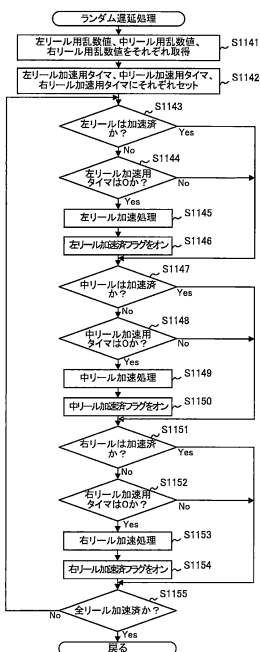 ランダム遅延処理
左リール用乱数値、中リール用乱数値、
右リール用乱数値をそれぞれ取得
S1141
左リール加速用タイマ、中リール加速用タイマ、
右リール加速用タイマにそれぞれセット
S1142
S1143
左リールは加速済
か?
Yes
No
S1144
左リール加速用
タイマは0か?
No
Yes
左リール加速処理
S1145
左リール加速済フラグをオン
S1146
S1147
中リールは加速済
か?
Yes
No
S1148
中リール加速用
タイマは0か?
No
Yes
中リール加速処理
S1149
中リール加速済フラグをオン
S1150
S1151
右リールは加速済
か?
Yes
No
S1152
右リール加速用
タイマは0か?
No
Yes
右リール加速処理
S1153
右リール加速済フラグをオン
S1154
S1155
全リール加速済か?
No
Yes
戻る